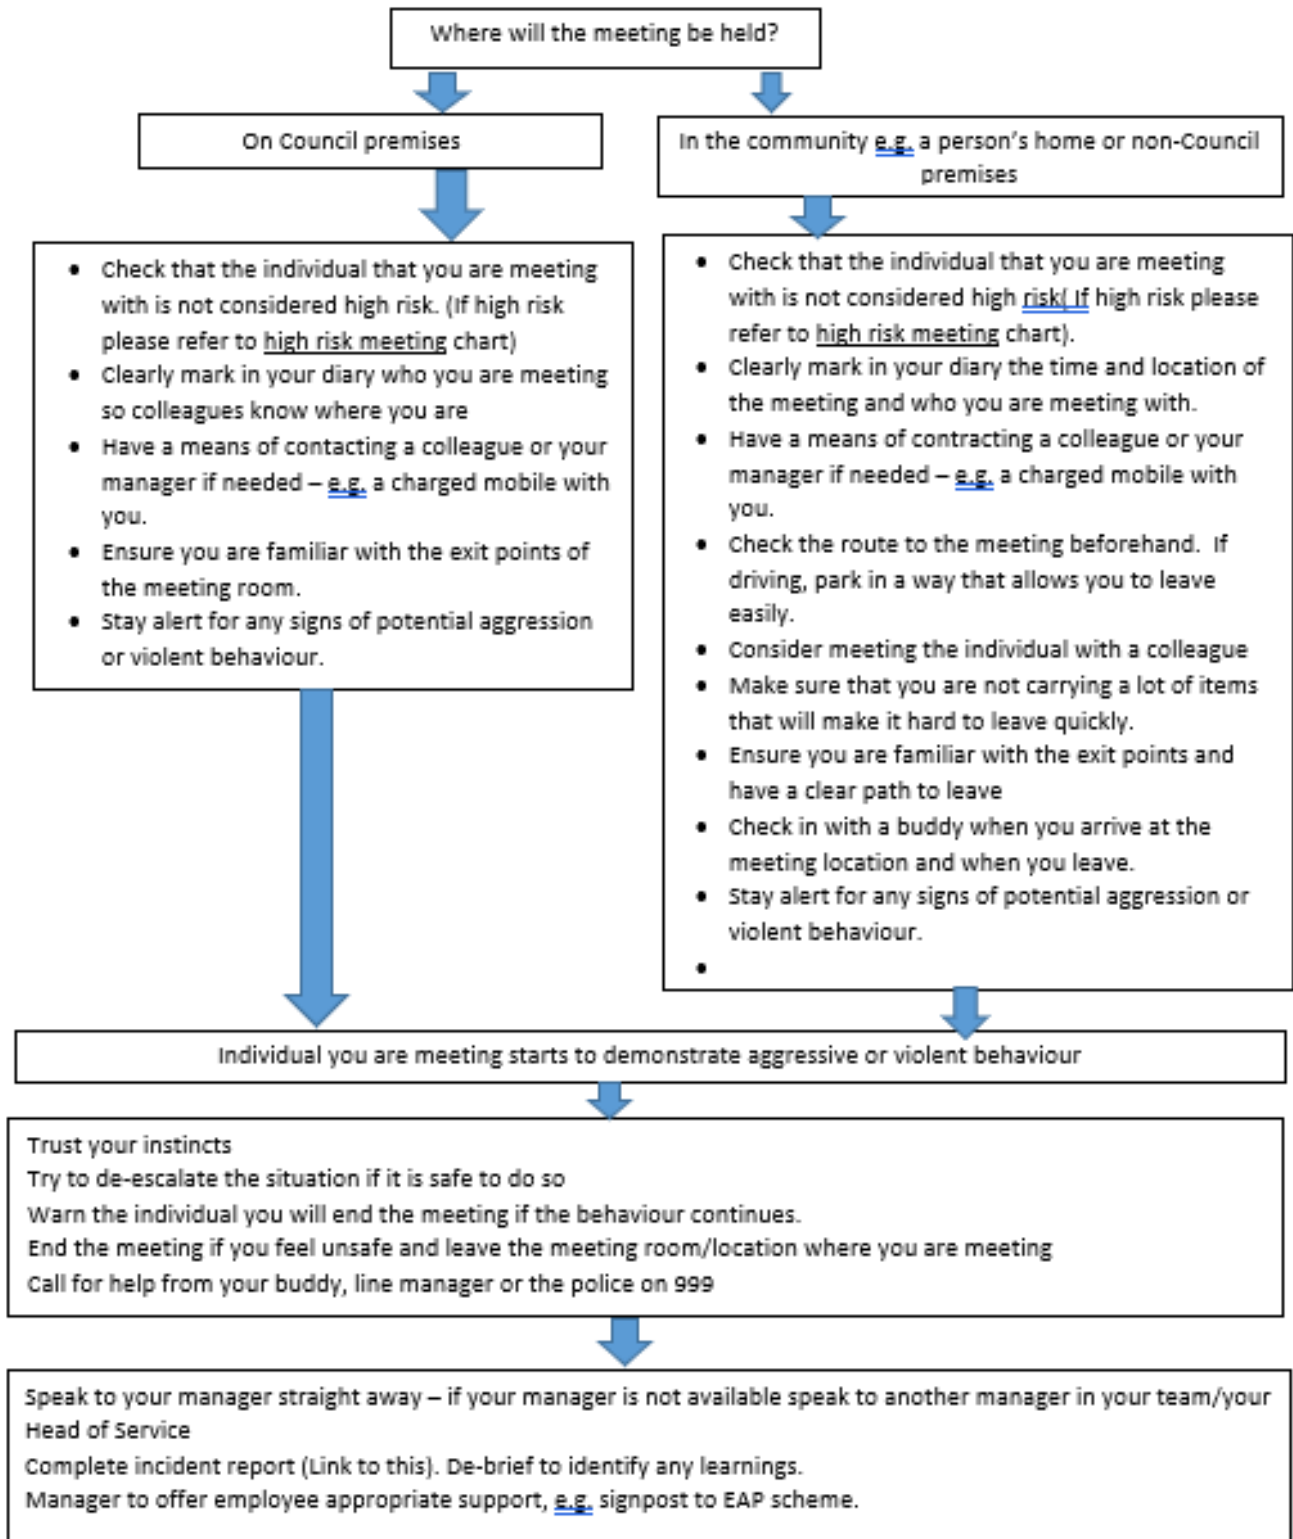 Where will the meeting be held?
On Council premises
In the community e.g. a person's home or non-Council
premises
• Check that the individual that you are meeting
with is not considered high risk. (If high risk
please refer to high risk meeting chart)
• Clearly mark in your diary who you are meeting
so colleagues know where you are
• Have a means of contacting a colleague or your
manager if needed – e.g. a charged mobile with
you.
• Ensure you are familiar with the exit points of
the meeting room.
• Stay alert for any signs of potential aggression
or violent behaviour.
• Check that the individual that you are meeting
with is not considered high risk( If high risk please
refer to high risk meeting chart).
• Clearly mark in your diary the time and location of
the meeting and who you are meeting with.
• Have a means of contracting a colleague or your
manager if needed – e.g. a charged mobile with
you.
• Check the route to the meeting beforehand.  If
driving, park in a way that allows you to leave
easily.
• Consider meeting the individual with a colleague
• Make sure that you are not carrying a lot of items
that will make it hard to leave quickly.
• Ensure you are familiar with the exit points and
have a clear path to leave
• Check in with a buddy when you arrive at the
meeting location and when you leave.
• Stay alert for any signs of potential aggression or
violent behaviour.
•
Individual you are meeting starts to demonstrate aggressive or violent behaviour
Trust your instincts
Try to de-escalate the situation if it is safe to do so
Warn the individual you will end the meeting if the behaviour continues.
End the meeting if you feel unsafe and leave the meeting room/location where you are meeting
Call for help from your buddy, line manager or the police on 999
Speak to your manager straight away – if your manager is not available speak to another manager in your team/your
Head of Service
Complete incident report (Link to this). De-brief to identify any learnings.
Manager to offer employee appropriate support, e.g. signpost to EAP scheme.